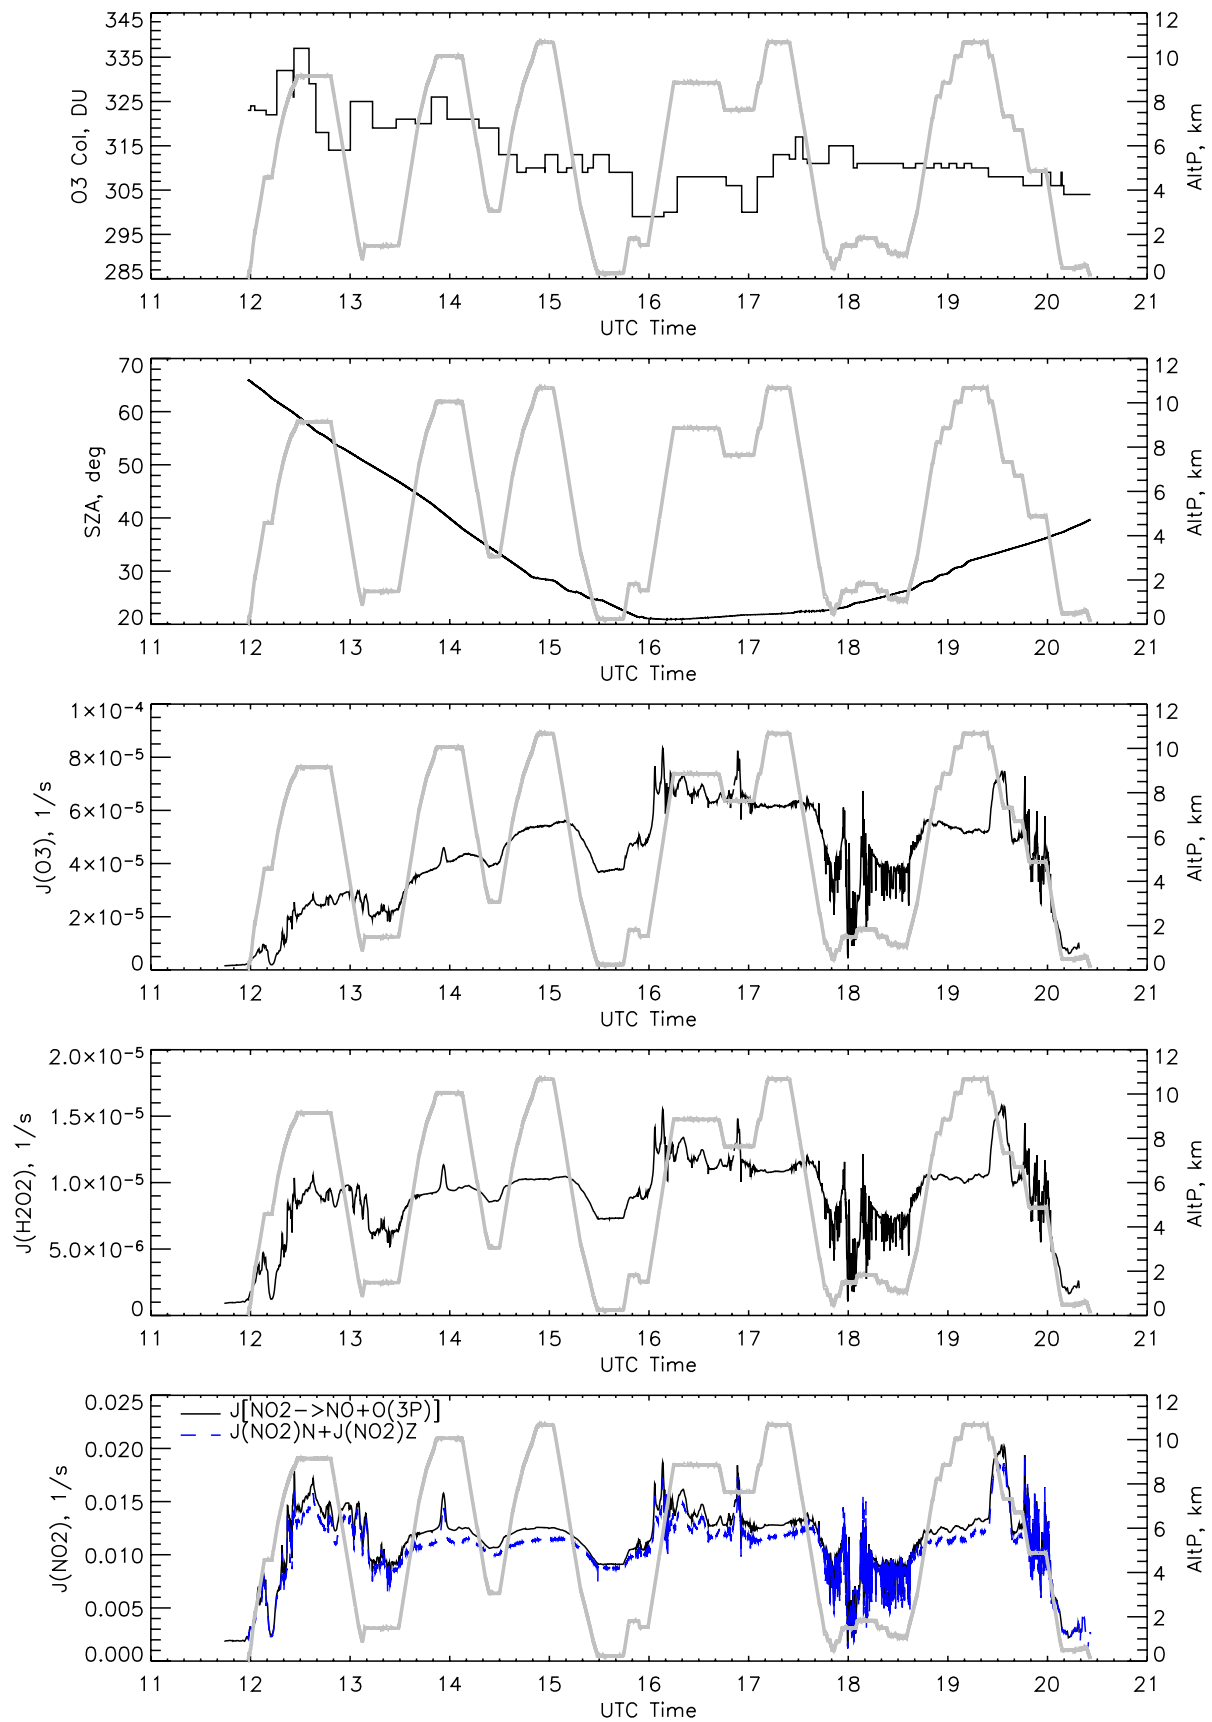 345
335
325
315
305
295
285
O3 Col, DU
12
10
8
6
4
2
0
AltP, km
11 12 13 14 15 16 17 18 19 20 21
UTC Time
70
60
50
40
30
20
SZA, deg
12
10
8
6
4
2
0
AltP, km
11 12 13 14 15 16 17 18 19 20 21
UTC Time
1×10⁻⁴
8×10⁻⁵
6×10⁻⁵
4×10⁻⁵
2×10⁻⁵
0
J(O3), 1/s
12
10
8
6
4
2
0
AltP, km
11 12 13 14 15 16 17 18 19 20 21
UTC Time
2.0×10⁻⁵
1.5×10⁻⁵
1.0×10⁻⁵
5.0×10⁻⁶
0
J(H2O2), 1/s
12
10
8
6
4
2
0
AltP, km
11 12 13 14 15 16 17 18 19 20 21
UTC Time
0.025
0.020
0.015
0.010
0.005
0.000
J(NO2), 1/s
J[NO2->NO+O(3P)]
J(NO2)N+J(NO2)Z
12
10
8
6
4
2
0
AltP, km
11 12 13 14 15 16 17 18 19 20 21
UTC Time